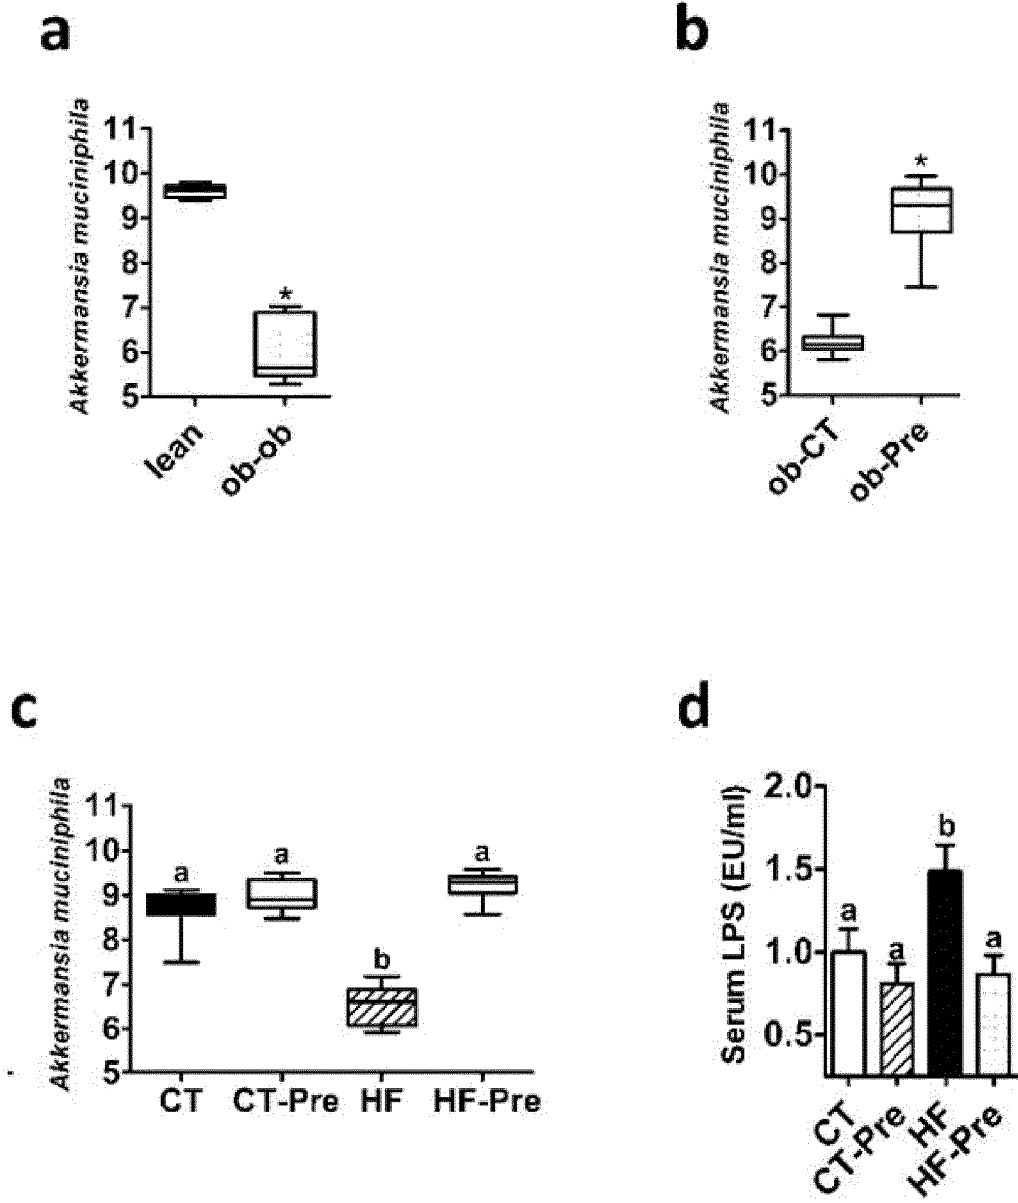 a
Akkermansia muciniphila
11
10
9
8
7
6
5
*
lean
ob-ob
b
Akkermansia muciniphila
11
10
9
8
7
6
5
*
ob-CT
ob-Pre
c
Akkermansia muciniphila
11
10
9
8
7
6
5
a
a
b
a
CT
CT-Pre
HF
HF-Pre
d
Serum LPS (EU/ml)
2.0
1.5
1.0
0.5
a
a
b
a
CT
CT-Pre
HF
HF-Pre